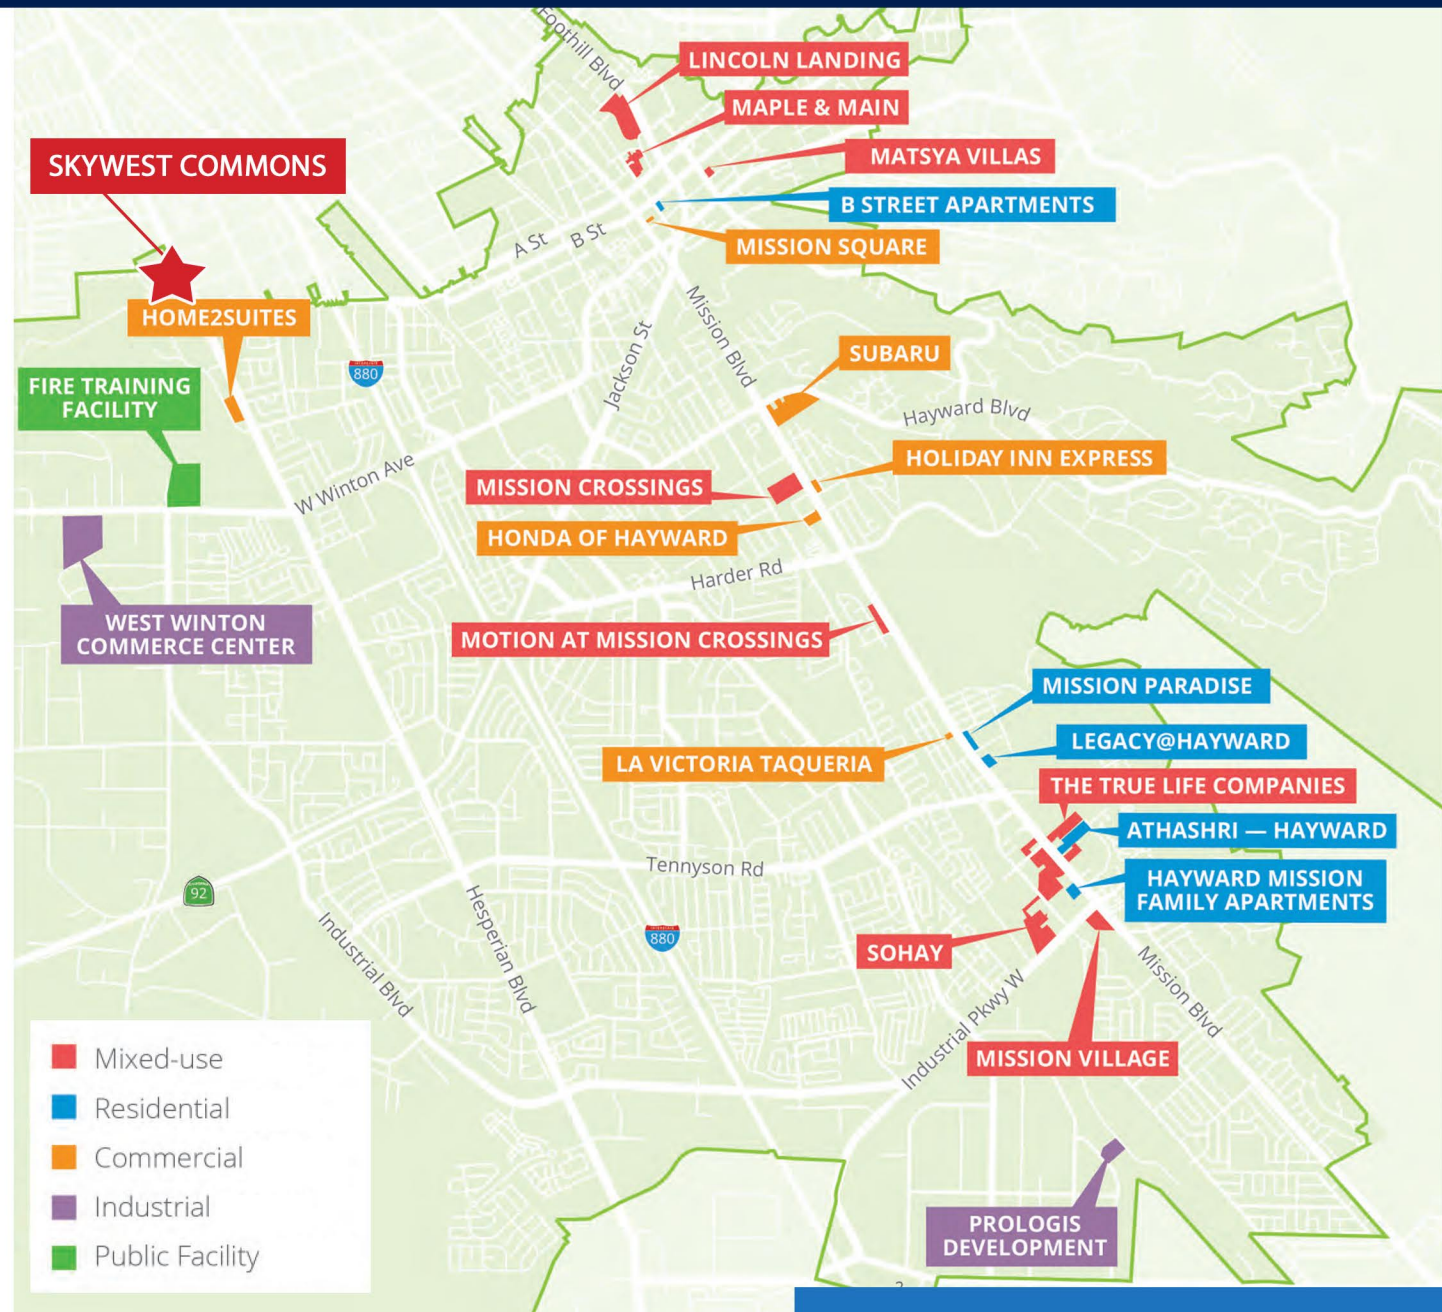 Foothill Blvd
LINCOLN LANDING
MAPLE & MAIN
SKYWEST COMMONS
MATSYA VILLAS
B STREET APARTMENTS
A St
B St
MISSION SQUARE
HOME2SUITES
Mission Blvd
Jackson St
SUBARU
880
FIRE TRAINING
FACILITY
Hayward Blvd
HOLIDAY INN EXPRESS
W Winton Ave
MISSION CROSSINGS
HONDA OF HAYWARD
Harder Rd
WEST WINTON
COMMERCE CENTER
MOTION AT MISSION CROSSINGS
MISSION PARADISE
LEGACY@HAYWARD
LA VICTORIA TAQUERIA
THE TRUE LIFE COMPANIES
ATHASHRI — HAYWARD
Tennyson Rd
HAYWARD MISSION
FAMILY APARTMENTS
92
Industrial Blvd
Hesperian Blvd
880
SOHAY
Mission Blvd
Industrial Pkwy W
MISSION VILLAGE
Mixed-use
Residential
Commercial
Industrial
Public Facility
PROLOGIS
DEVELOPMENT